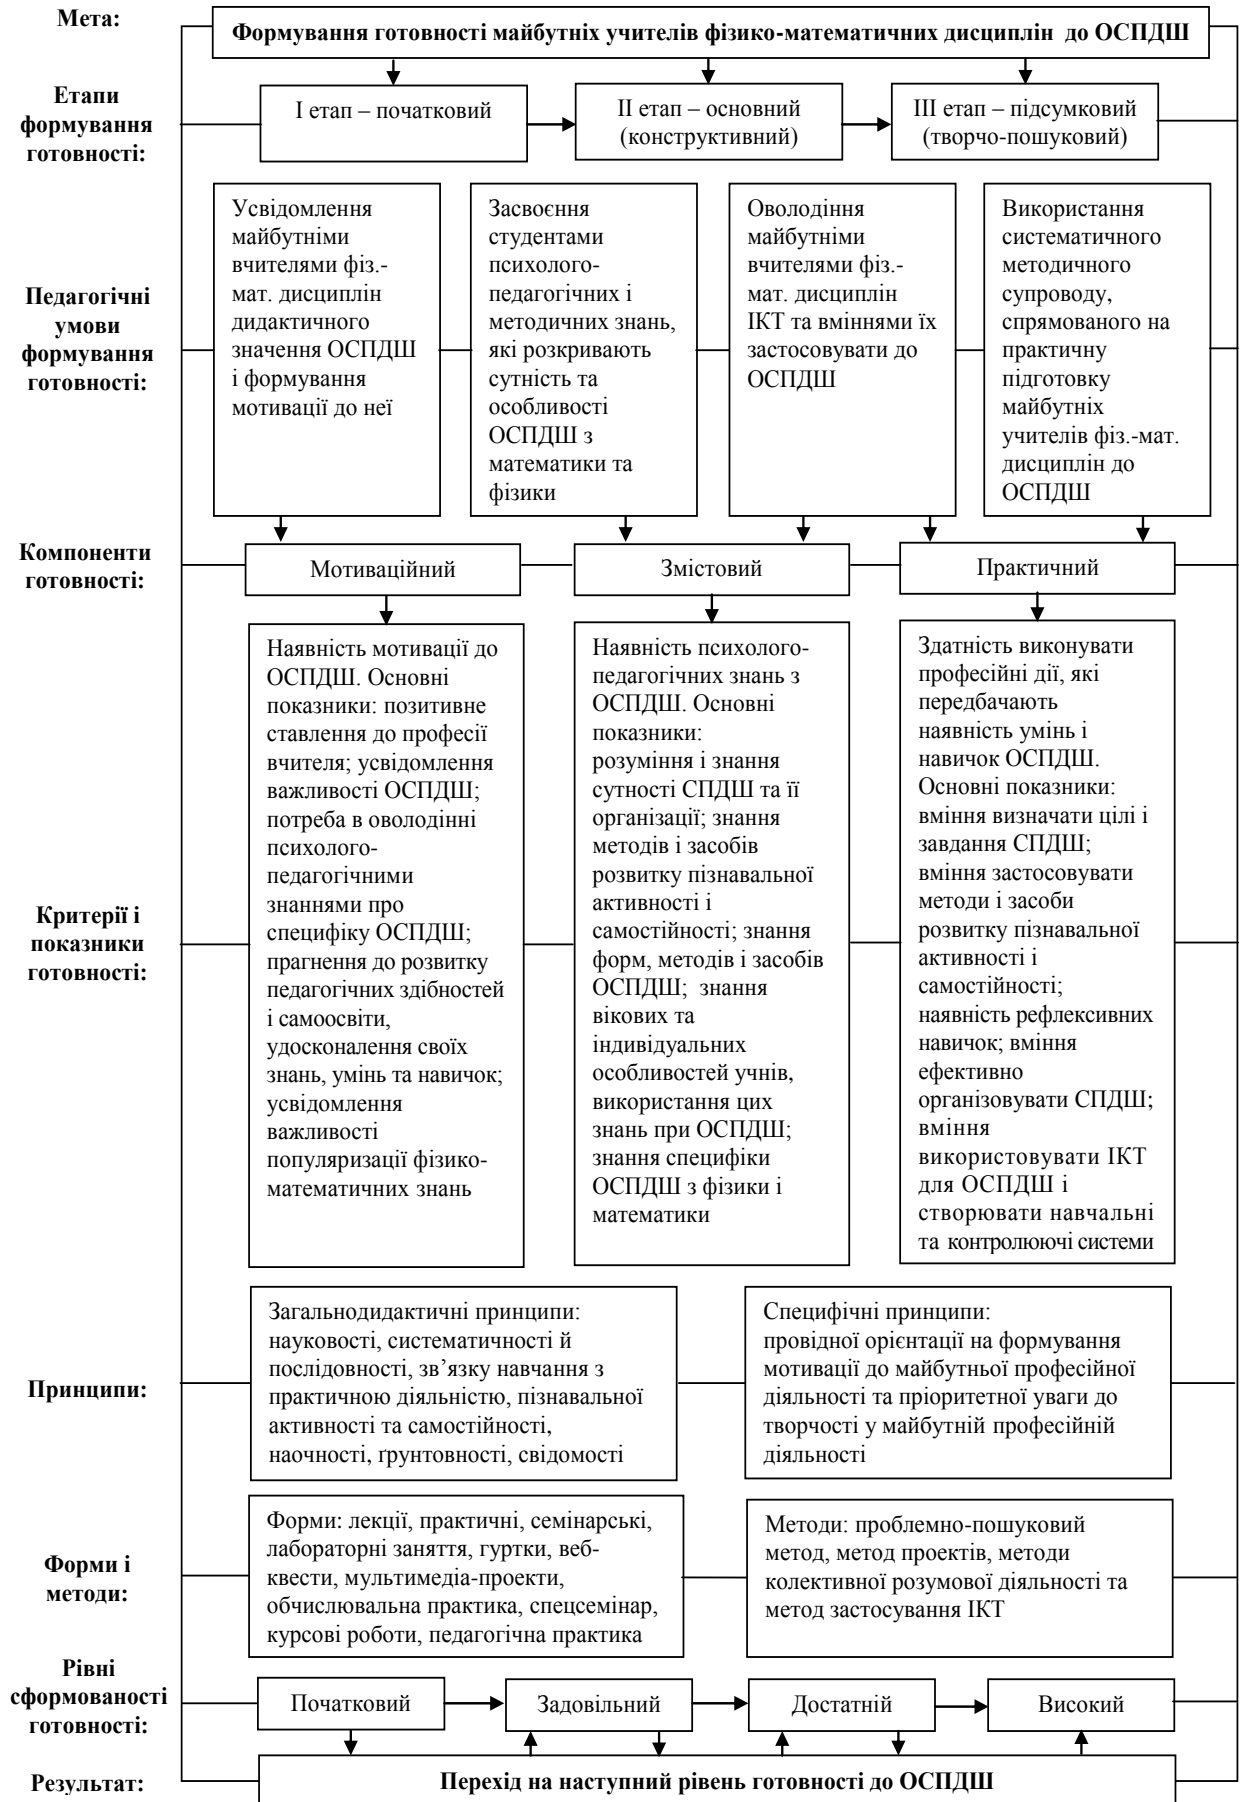 Мета:
Формування готовності майбутніх учителів фізико-математичних дисциплін до ОСПДШ
Етапи
формування
готовності:
І етап – початковий
ІІ етап – основний
(конструктивний)
ІІІ етап – підсумковий
(творчо-пошуковий)
Педагогічні
умови
формування
готовності:
Усвідомлення
майбутніми
вчителями фіз.-
мат. дисциплін
дидактичного
значення ОСПДШ
і формування
мотивації до неї
Засвоєння
студентами
психолого-
педагогічних і
методичних знань,
які розкривають
сутність та
особливості
ОСПДШ з
математики та
фізики
Оволодіння
майбутніми
вчителями фіз.-
мат. дисциплін
ІКТ та вміннями їх
застосовувати до
ОСПДШ
Використання
систематичного
методичного
супроводу,
спрямованого на
практичну
підготовку
майбутніх
учителів фіз.-мат.
дисциплін до
ОСПДШ
Компоненти
готовності:
Мотиваційний
Змістовий
Практичний
Критерії і
показники
готовності:
Наявність мотивації до
ОСПДШ. Основні
показники: позитивне
ставлення до професії
вчителя; усвідомлення
важливості ОСПДШ;
потреба в оволодінні
психолого-
педагогічними
знаннями про
специфіку ОСПДШ;
прагнення до розвитку
педагогічних здібностей
і самоосвіти,
удосконалення своїх
знань, умінь та навичок;
усвідомлення
важливості
популяризації фізико-
математичних знань
Наявність психолого-
педагогічних знань з
ОСПДШ. Основні
показники:
розуміння і знання
сутності СПДШ та її
організації; знання
методів і засобів
розвитку пізнавальної
активності і
самостійності; знання
форм, методів і засобів
ОСПДШ; знання
вікових та
індивідуальних
особливостей учнів,
використання цих
знань при ОСПДШ;
знання специфіки
ОСПДШ з фізики і
математики
Здатність виконувати
професійні дії, які
передбачають
наявність умінь і
навичок ОСПДШ.
Основні показники:
вміння визначати цілі і
завдання СПДШ;
вміння застосовувати
методи і засоби
розвитку пізнавальної
активності і
самостійності;
наявність рефлексивних
навичок; вміння
ефективно
організовувати СПДШ;
вміння
використовувати ІКТ
для ОСПДШ і
створювати навчальні
та контролюючі системи
Принципи:
Загальнодидактичні принципи:
науковості, систематичності й
послідовності, зв’язку навчання з
практичною діяльністю, пізнавальної
активності та самостійності,
наочності, ґрунтовності, свідомості
Специфічні принципи:
провідної орієнтації на формування
мотивації до майбутньої професійної
діяльності та пріоритетної уваги до
творчості у майбутній професійній
діяльності
Форми і
методи:
Форми: лекції, практичні, семінарські,
лабораторні заняття, гуртки, веб-
квести, мультимедіа-проекти,
обчислювальна практика, спецсемінар,
курсові роботи, педагогічна практика
Методи: проблемно-пошуковий
метод, метод проектів, методи
колективної розумової діяльності та
метод застосування ІКТ
Рівні
сформованості
готовності:
Початковий
Задовільний
Достатній
Високий
Результат:
Перехід на наступний рівень готовності до ОСПДШ